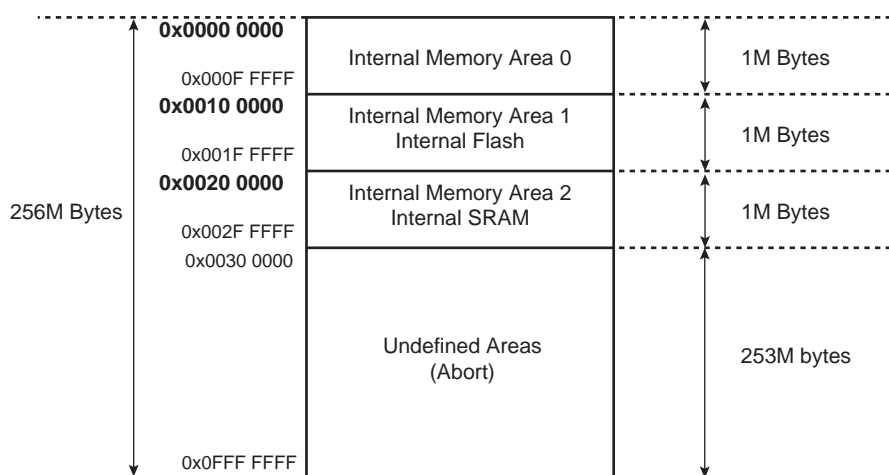 0x0000 0000
Internal Memory Area 0
1M Bytes
0x000F FFFF
0x0010 0000
Internal Memory Area 1
Internal Flash
1M Bytes
0x001F FFFF
0x0020 0000
Internal Memory Area 2
Internal SRAM
1M Bytes
256M Bytes
0x002F FFFF
0x0030 0000
Undefined Areas
(Abort)
253M bytes
0x0FFF FFFF